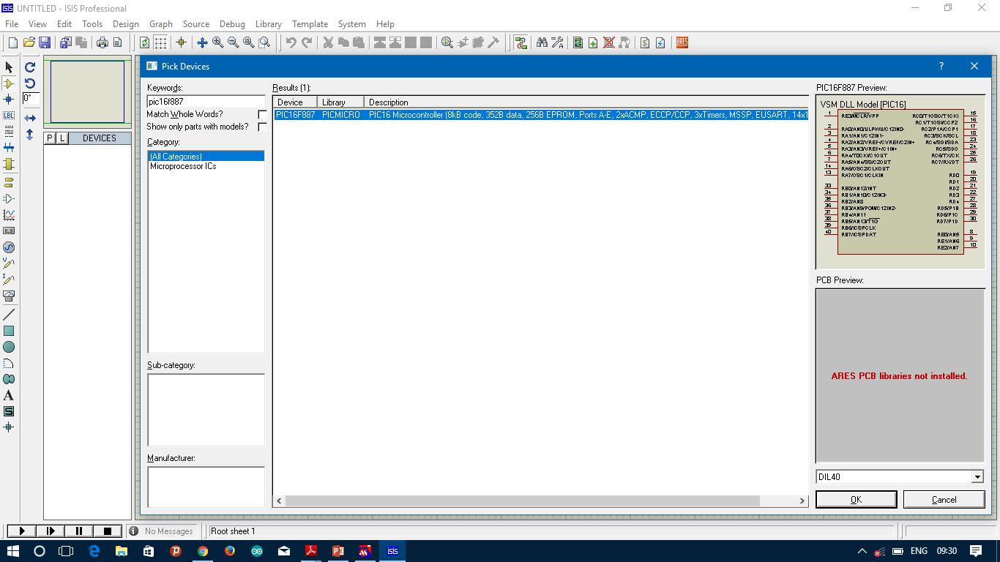 UNTITLED - ISIS Professional
File View Edit Tools Design Graph Source Debug Library Template System Help
ARES
0°
LBL
P L DEVICES
Pick Devices
?
Keywords:
pic16f887
Match Whole Words?
Show only parts with models?
Category:
(All Categories)
Microprocessor ICs
Sub-category:
Manufacturer:
Results (1):
Device Library Description
PIC16F887 PICMICRO PIC16 Microcontroller (8kB code, 352B data, 256B EPROM, Ports A-E, 2xACMP, ECCP/CCP, 3xTimers, MSSP, EUSART, 14x1
PIC16F887 Preview:
VSM DLL Model [PIC16]
1 RE3/MCLR/VPP RC0/T1OSO/T1CKI 15
RC1/T1OSI/CCP2 16
2 RA0/AN0/ULPWU/C12IN0- RC2/P1A/CCP1 17
3 RA1/AN1/C12IN1- RC3/SCK/SCL 18
4 RA2/AN2/VREF-/CVREF/C2IN+ RC4/SDI/SDA 23
5 RA3/AN3/VREF+/C1IN+ RC5/SDO 24
6 RA4/T0CKI/C1OUT RC6/TX/CK 25
7 RA5/AN4/SS/C2OUT RC7/RX/DT 26
14 RA6/OSC2/CLKOUT
13 RA7/OSC1/CLKIN RD0 19
RD1 20
33 RB0/AN12/INT RD2 21
34 RB1/AN10/C12IN3- RD3 22
35 RB2/AN8 RD4 27
36 RB3/AN9/PGM/C12IN2- RD5/P1B 28
37 RB4/AN11 RD6/P1C 29
38 RB5/AN13/T1G RD7/P1D 30
39 RB6/ICSPCLK
40 RB7/ICSPDAT RE0/AN5 8
RE1/AN6 9
RE2/AN7 10
PCB Preview:
ARES PCB libraries not installed.
DIL40
OK Cancel
No Messages Root sheet 1
ENG 09:30